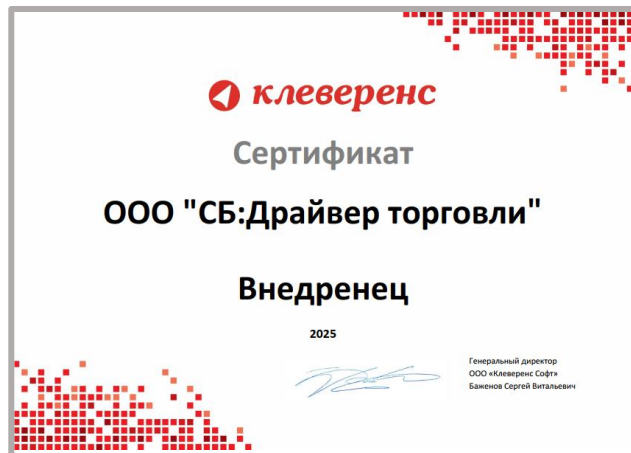 клеверенс
Сертификат
ООО "СБ:Драйвер торговли"
Внедренец
2025
Генеральный директор
ООО «Клеверенс Софт»
Баженов Сергей Витальевич